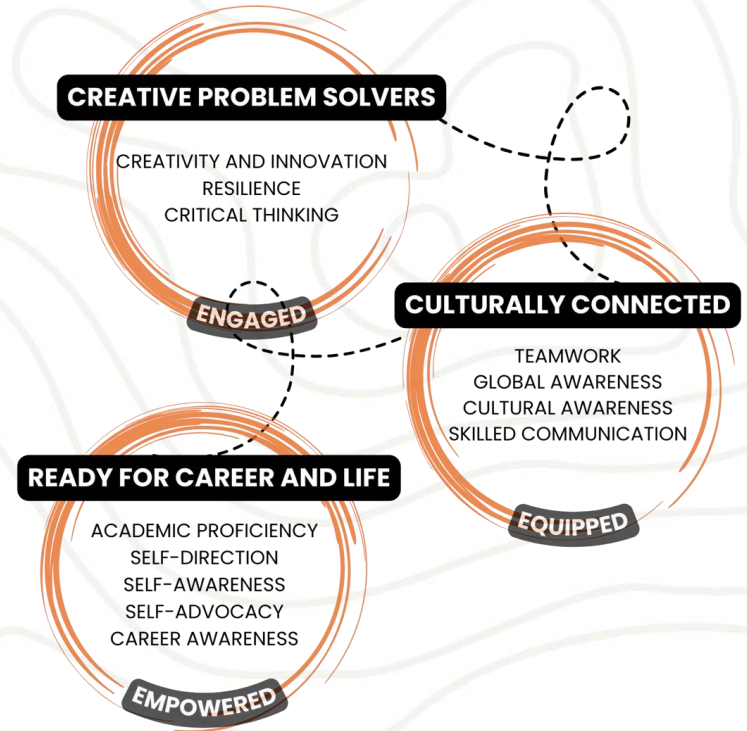 CREATIVE PROBLEM SOLVERS
CREATIVITY AND INNOVATION
RESILIENCE
CRITICAL THINKING
ENGAGED
CULTURALLY CONNECTED
TEAMWORK
GLOBAL AWARENESS
CULTURAL AWARENESS
SKILLED COMMUNICATION
EQUIPPED
READY FOR CAREER AND LIFE
ACADEMIC PROFICIENCY
SELF-DIRECTION
SELF-AWARENESS
SELF-ADVOCACY
CAREER AWARENESS
EMPOWERED